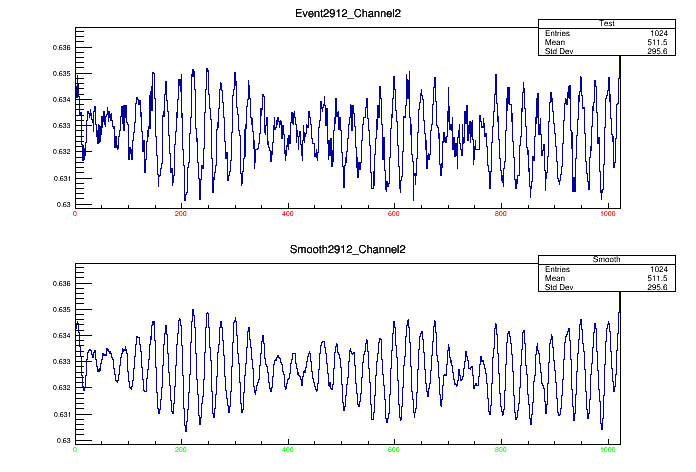 Event2912_Channel2
Test
Entries 1024
Mean 511.5
Std Dev 295.6
0.636
0.635
0.634
0.633
0.632
0.631
0.63
0 200 400 600 800 1000
Smooth2912_Channel2
Smooth
Entries 1024
Mean 511.5
Std Dev 295.6
0.636
0.635
0.634
0.633
0.632
0.631
0.63
0 200 400 600 800 1000